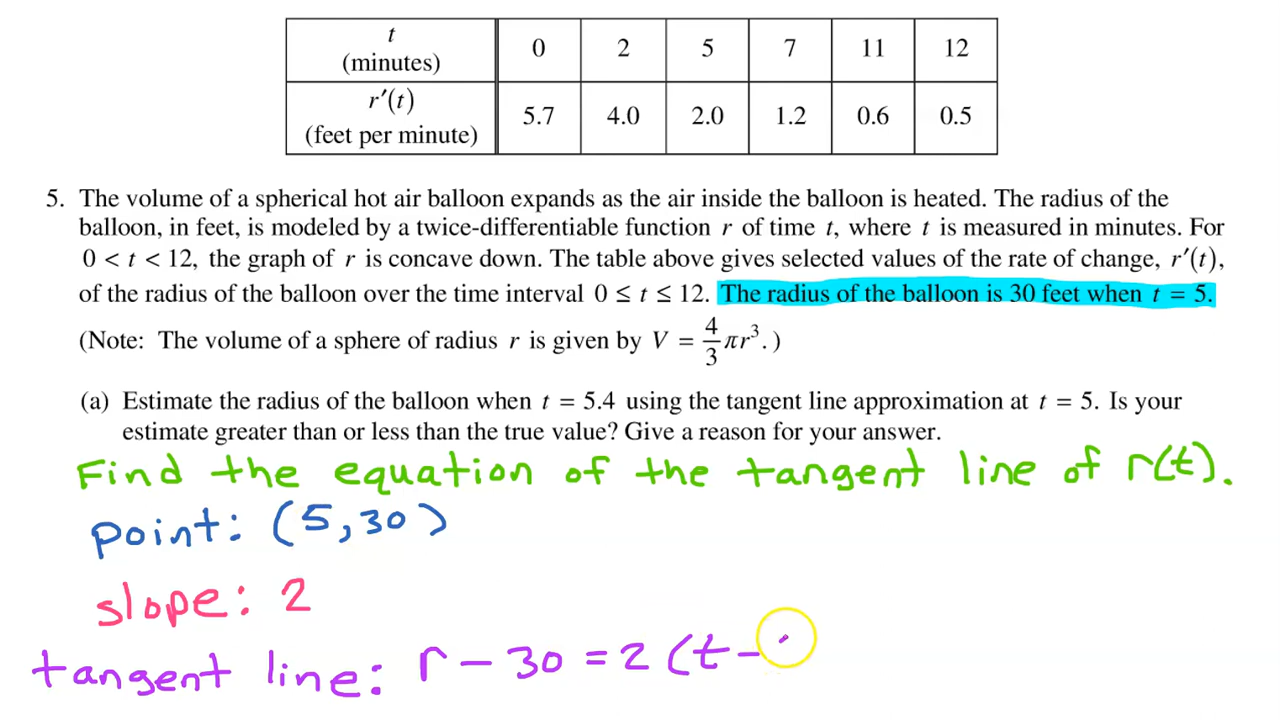 t (minutes) 0 2 5 7 11 12
r′(t) (feet per minute) 5.7 4.0 2.0 1.2 0.6 0.5
5. The volume of a spherical hot air balloon expands as the air inside the balloon is heated. The radius of the
balloon, in feet, is modeled by a twice-differentiable function r of time t, where t is measured in minutes. For
0 < t < 12, the graph of r is concave down. The table above gives selected values of the rate of change, r′(t),
of the radius of the balloon over the time interval 0 ≤ t ≤ 12. The radius of the balloon is 30 feet when t = 5.
(Note: The volume of a sphere of radius r is given by V = 4/3 πr³.)
(a) Estimate the radius of the balloon when t = 5.4 using the tangent line approximation at t = 5. Is your
estimate greater than or less than the true value? Give a reason for your answer.
Find the equation of the tangent line of r(t).
point: (5,30)
slope: 2
tangent line: r - 30 = 2 (t -